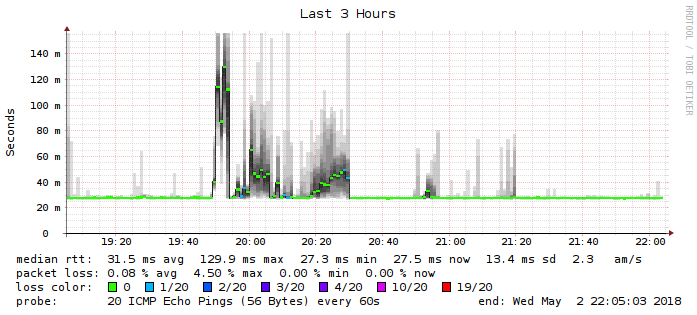 Last 3 Hours
RRDTOOL / TOBI OETIKER
Seconds
140 m
120 m
100 m
80 m
60 m
40 m
20 m
0
19:20 19:40 20:00 20:20 20:40 21:00 21:20 21:40 22:00
median rtt: 31.5 ms avg 129.9 ms max 27.3 ms min 27.5 ms now 13.4 ms sd 2.3 am/s
packet loss: 0.08 % avg 4.50 % max 0.00 % min 0.00 % now
loss color: 0 1/20 2/20 3/20 4/20 10/20 19/20
probe: 20 ICMP Echo Pings (56 Bytes) every 60s end: Wed May 2 22:05:03 2018